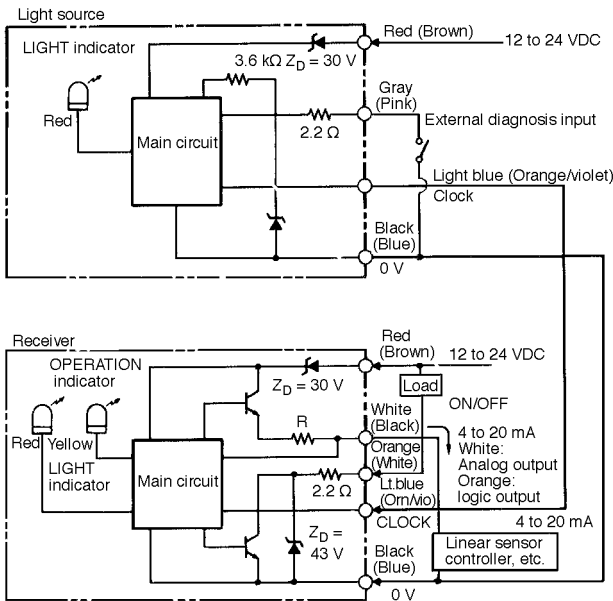 Light source
LIGHT indicator
Red
Main circuit
3.6 kΩ
Z_D = 30 V
2.2 Ω
Red (Brown)
12 to 24 VDC
Gray
(Pink)
External diagnosis input
Light blue (Orange/violet)
Clock
Black
(Blue)
0 V
Receiver
OPERATION
indicator
Red
Yellow
LIGHT
indicator
Main circuit
Z_D = 30 V
R
2.2 Ω
Z_D =
43 V
Red
(Brown)
12 to 24 VDC
Load
ON/OFF
White
(Black)
Orange
(White)
Lt.blue
(Orn/vio)
CLOCK
4 to 20 mA
White:
Analog output
Orange:
logic output
4 to 20 mA
Linear sensor
controller, etc.
Black
(Blue)
0 V